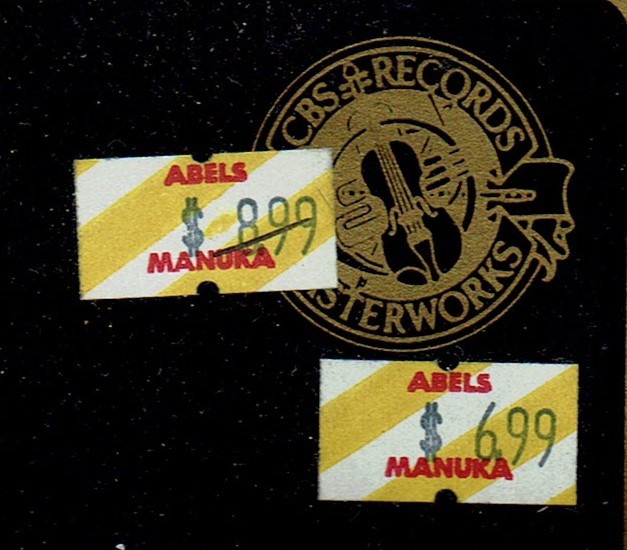 CBS RECORDS
MASTERWORKS
ABELS
$ 8.99
MANUKA
ABELS
$ 6.99
MANUKA